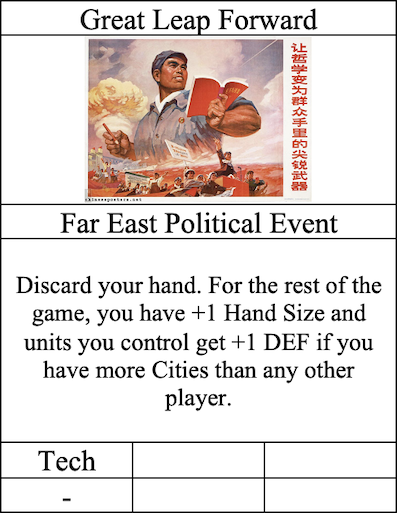 Great Leap Forward
让哲学变为群众手里的尖锐武器
chineseposters.net
Far East Political Event
Discard your hand. For the rest of the
game, you have +1 Hand Size and
units you control get +1 DEF if you
have more Cities than any other
player.
Tech
-